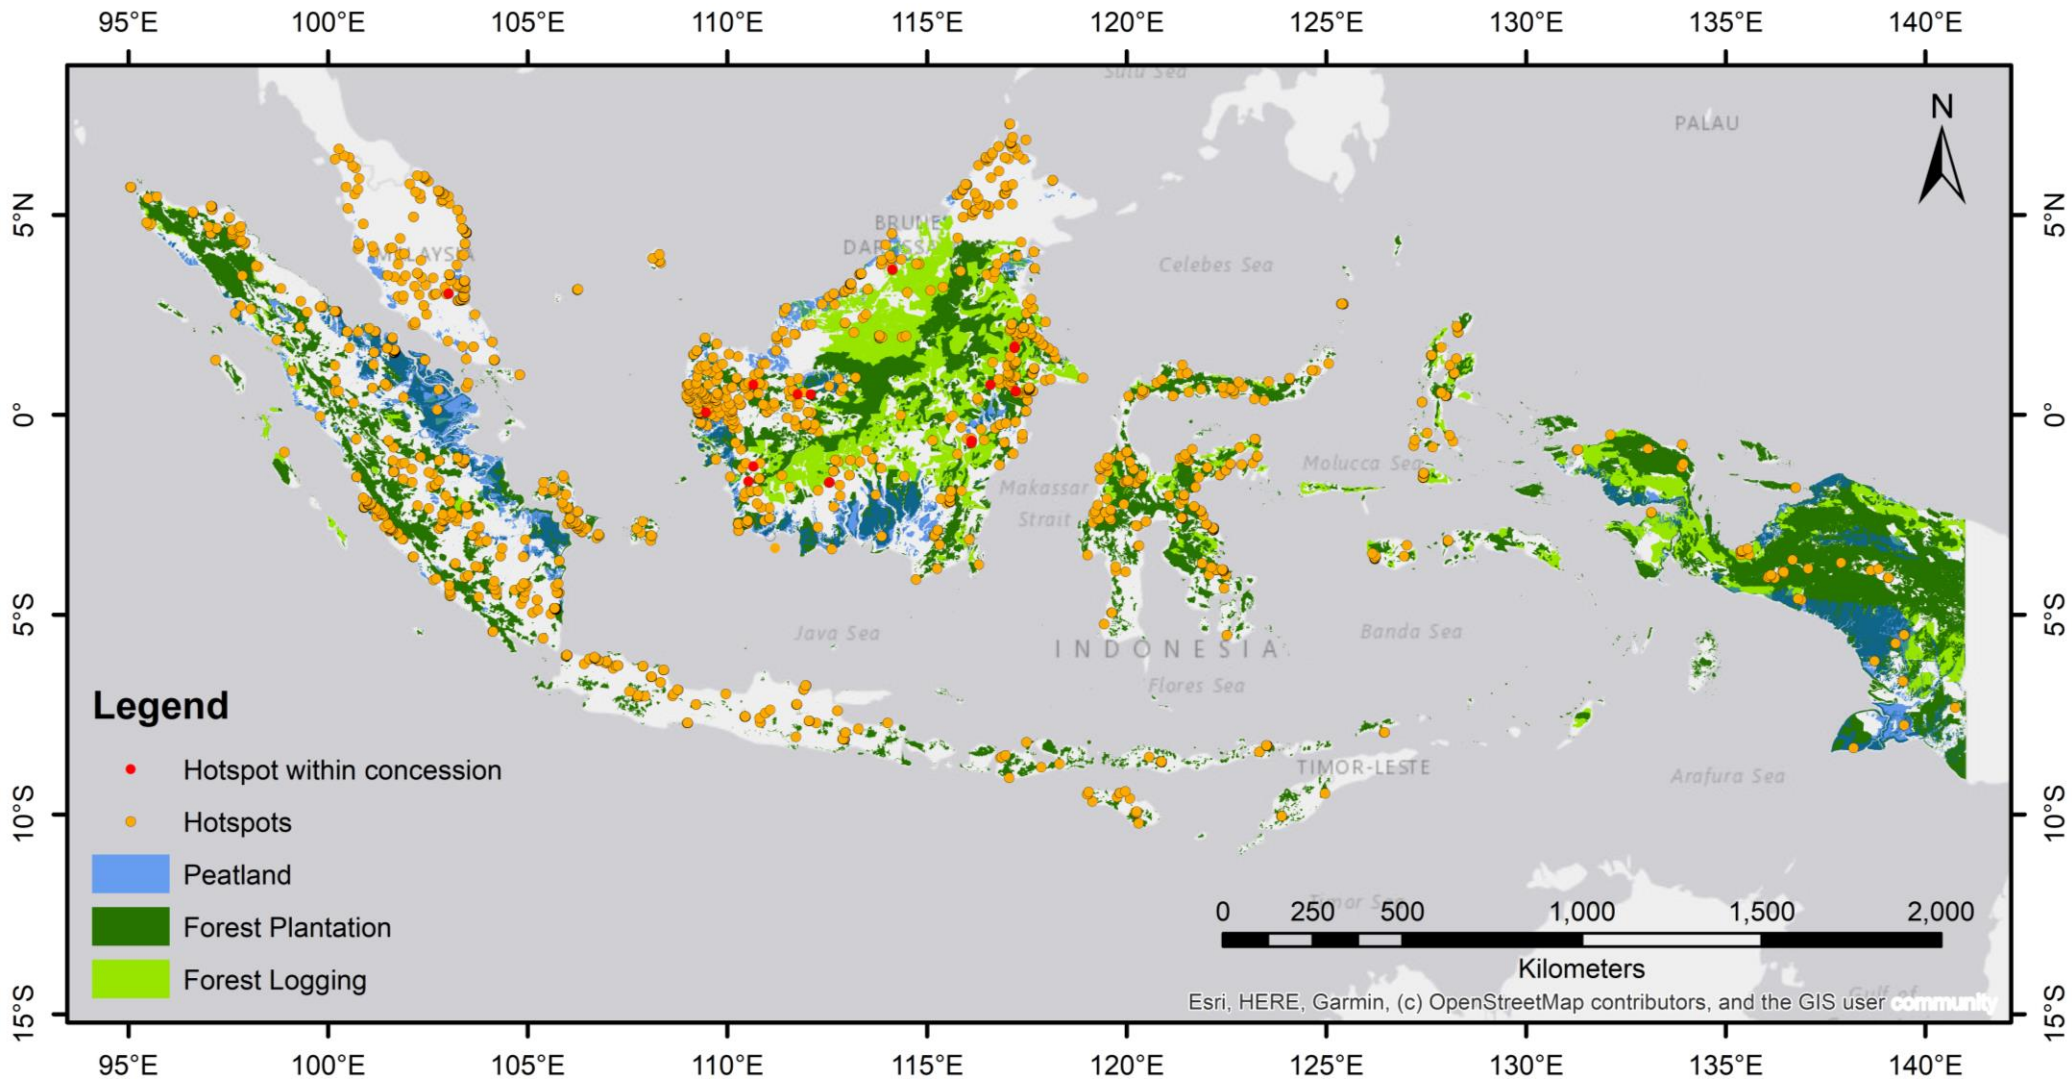 95°E 100°E 105°E 110°E 115°E 120°E 125°E 130°E 135°E 140°E
Sulu Sea
N
PALAU
5°N
5°N
BRUNEI
MALAYSIA
Celebes Sea
0°
0°
Molucca Sea
Makassar
Strait
5°S
5°S
Java Sea
INDONESIA
Banda Sea
Flores Sea
Legend
Hotspot within concession
TIMOR-LESTE
Arafura Sea
10°S
10°S
Hotspots
Peatland
Timor Sea
0 250 500 1,000 1,500 2,000
Forest Plantation
Kilometers
Forest Logging
Gulf of
Esri, HERE, Garmin, (c) OpenStreetMap contributors, and the GIS user community
15°S
15°S
95°E 100°E 105°E 110°E 115°E 120°E 125°E 130°E 135°E 140°E